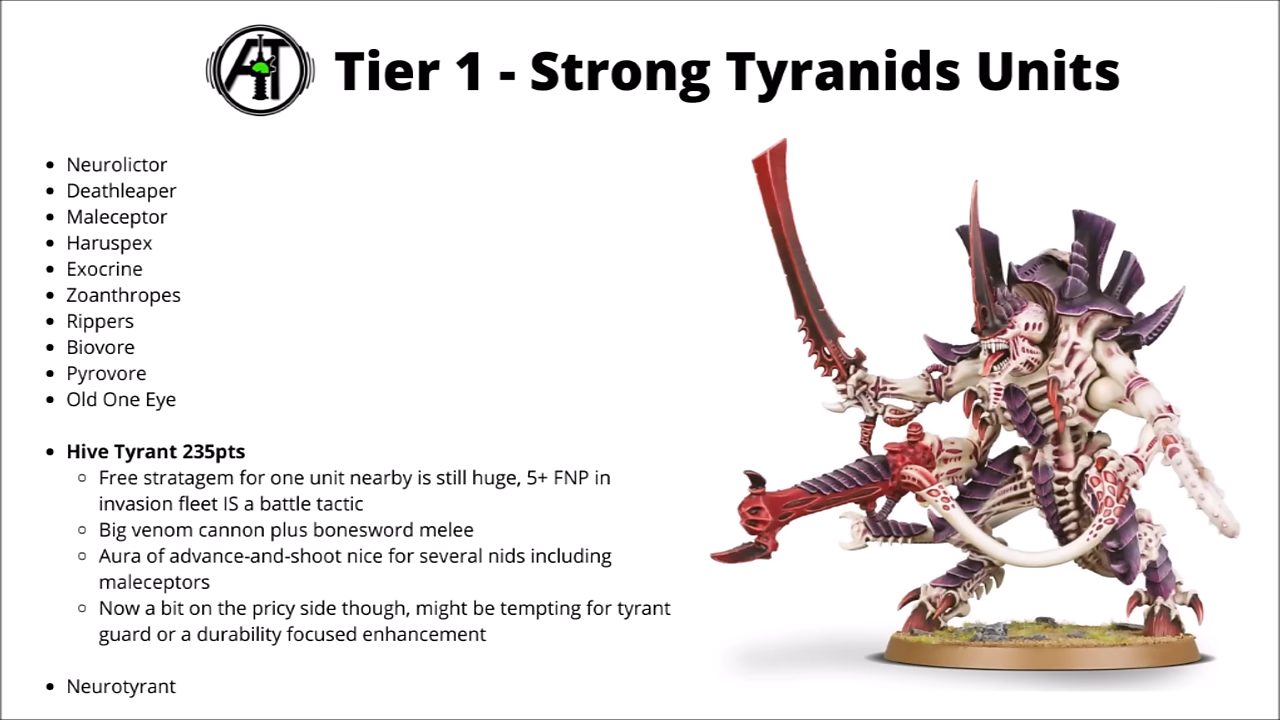 AT
Tier 1 - Strong Tyranids Units
• Neurolictor
• Deathleaper
• Maleceptor
• Haruspex
• Exocrine
• Zoanthropes
• Rippers
• Biovore
• Pyrovore
• Old One Eye
• Hive Tyrant 235pts
○ Free stratagem for one unit nearby is still huge, 5+ FNP in
invasion fleet IS a battle tactic
○ Big venom cannon plus bonesword melee
○ Aura of advance-and-shoot nice for several nids including
maleceptors
○ Now a bit on the pricy side though, might be tempting for tyrant
guard or a durability focused enhancement
• Neurotyrant